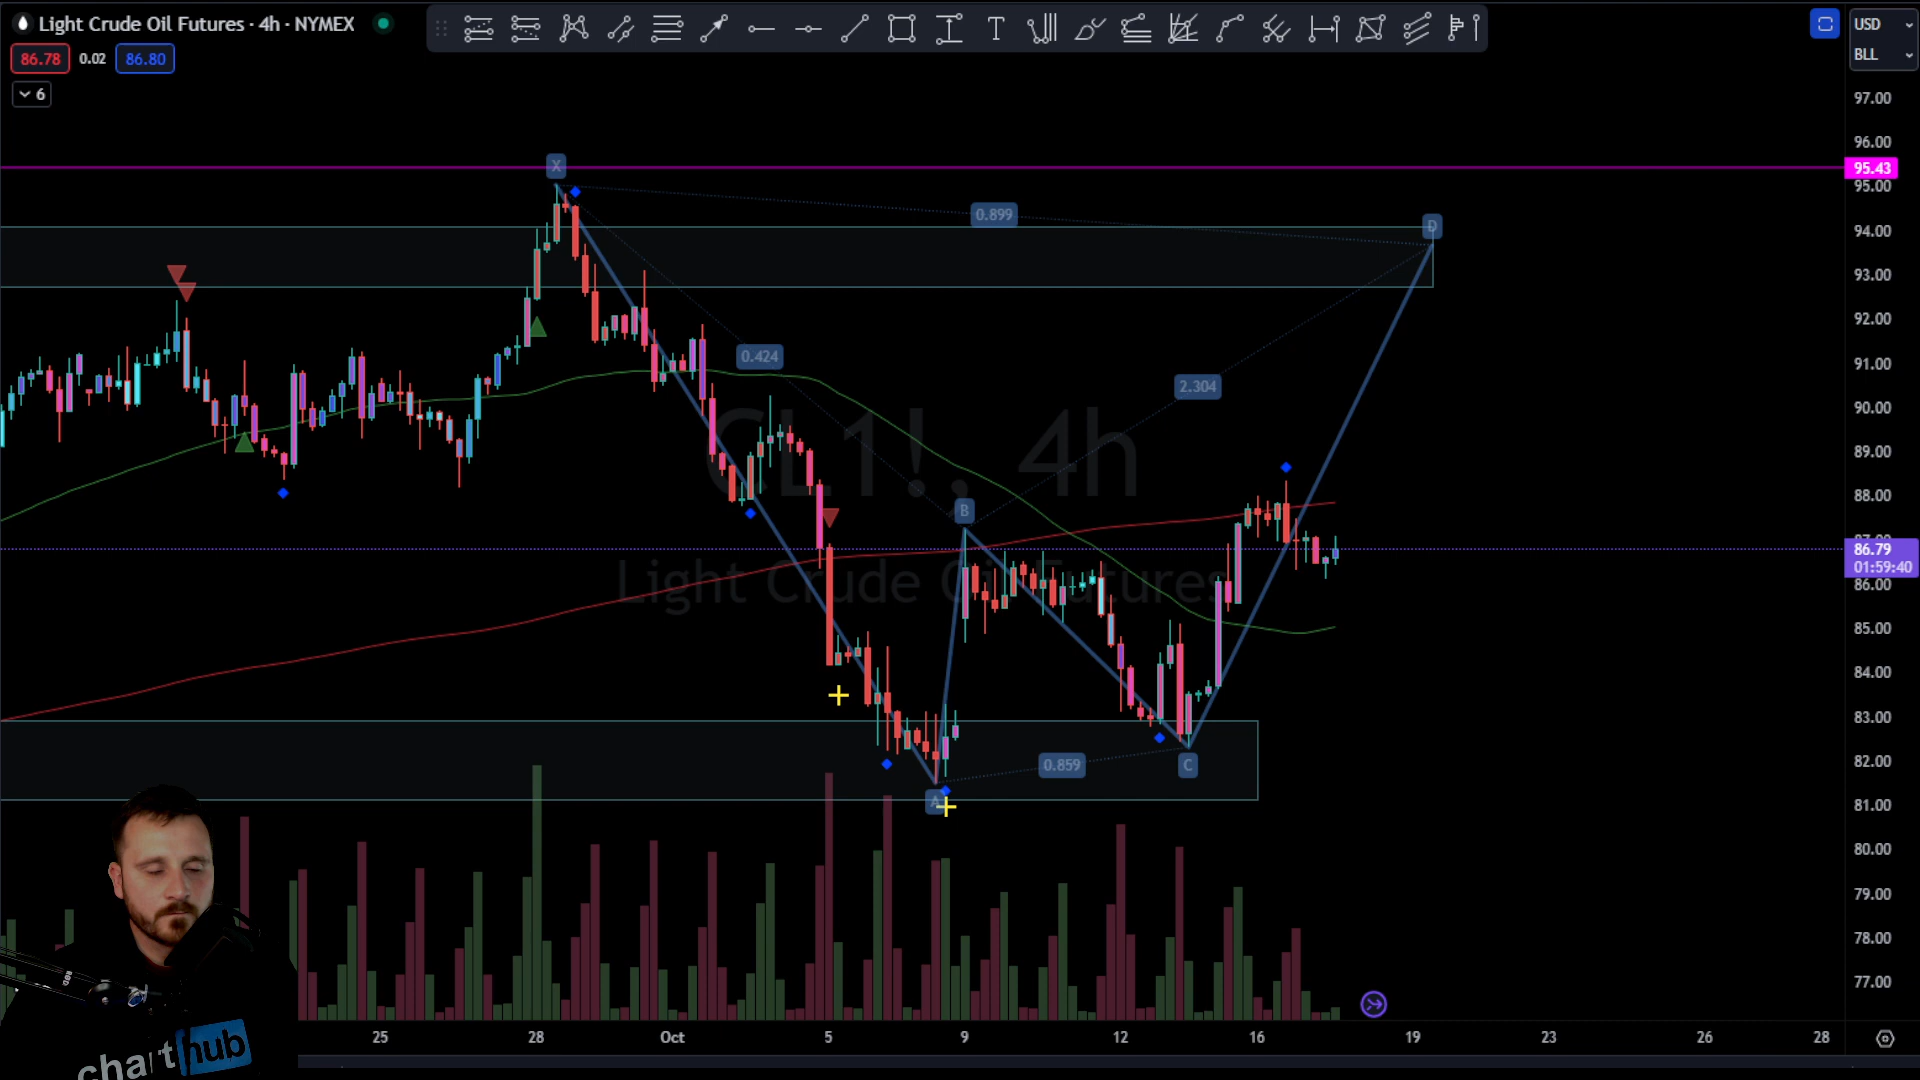 Light Crude Oil Futures · 4h · NYMEX
86.78 0.02 86.80
6
USD
BLL
97.00
96.00
95.43
95.00
94.00
93.00
92.00
91.00
90.00
89.00
88.00
87.00
86.79
01:59:40
86.00
85.00
84.00
83.00
82.00
81.00
80.00
79.00
78.00
77.00
X
0.899
D
0.424
2.304
CL1!, 4h
B
Light Crude Oil Futures
0.859
C
A
25 28 Oct 5 9 12 16 19 23 26 28
charthub